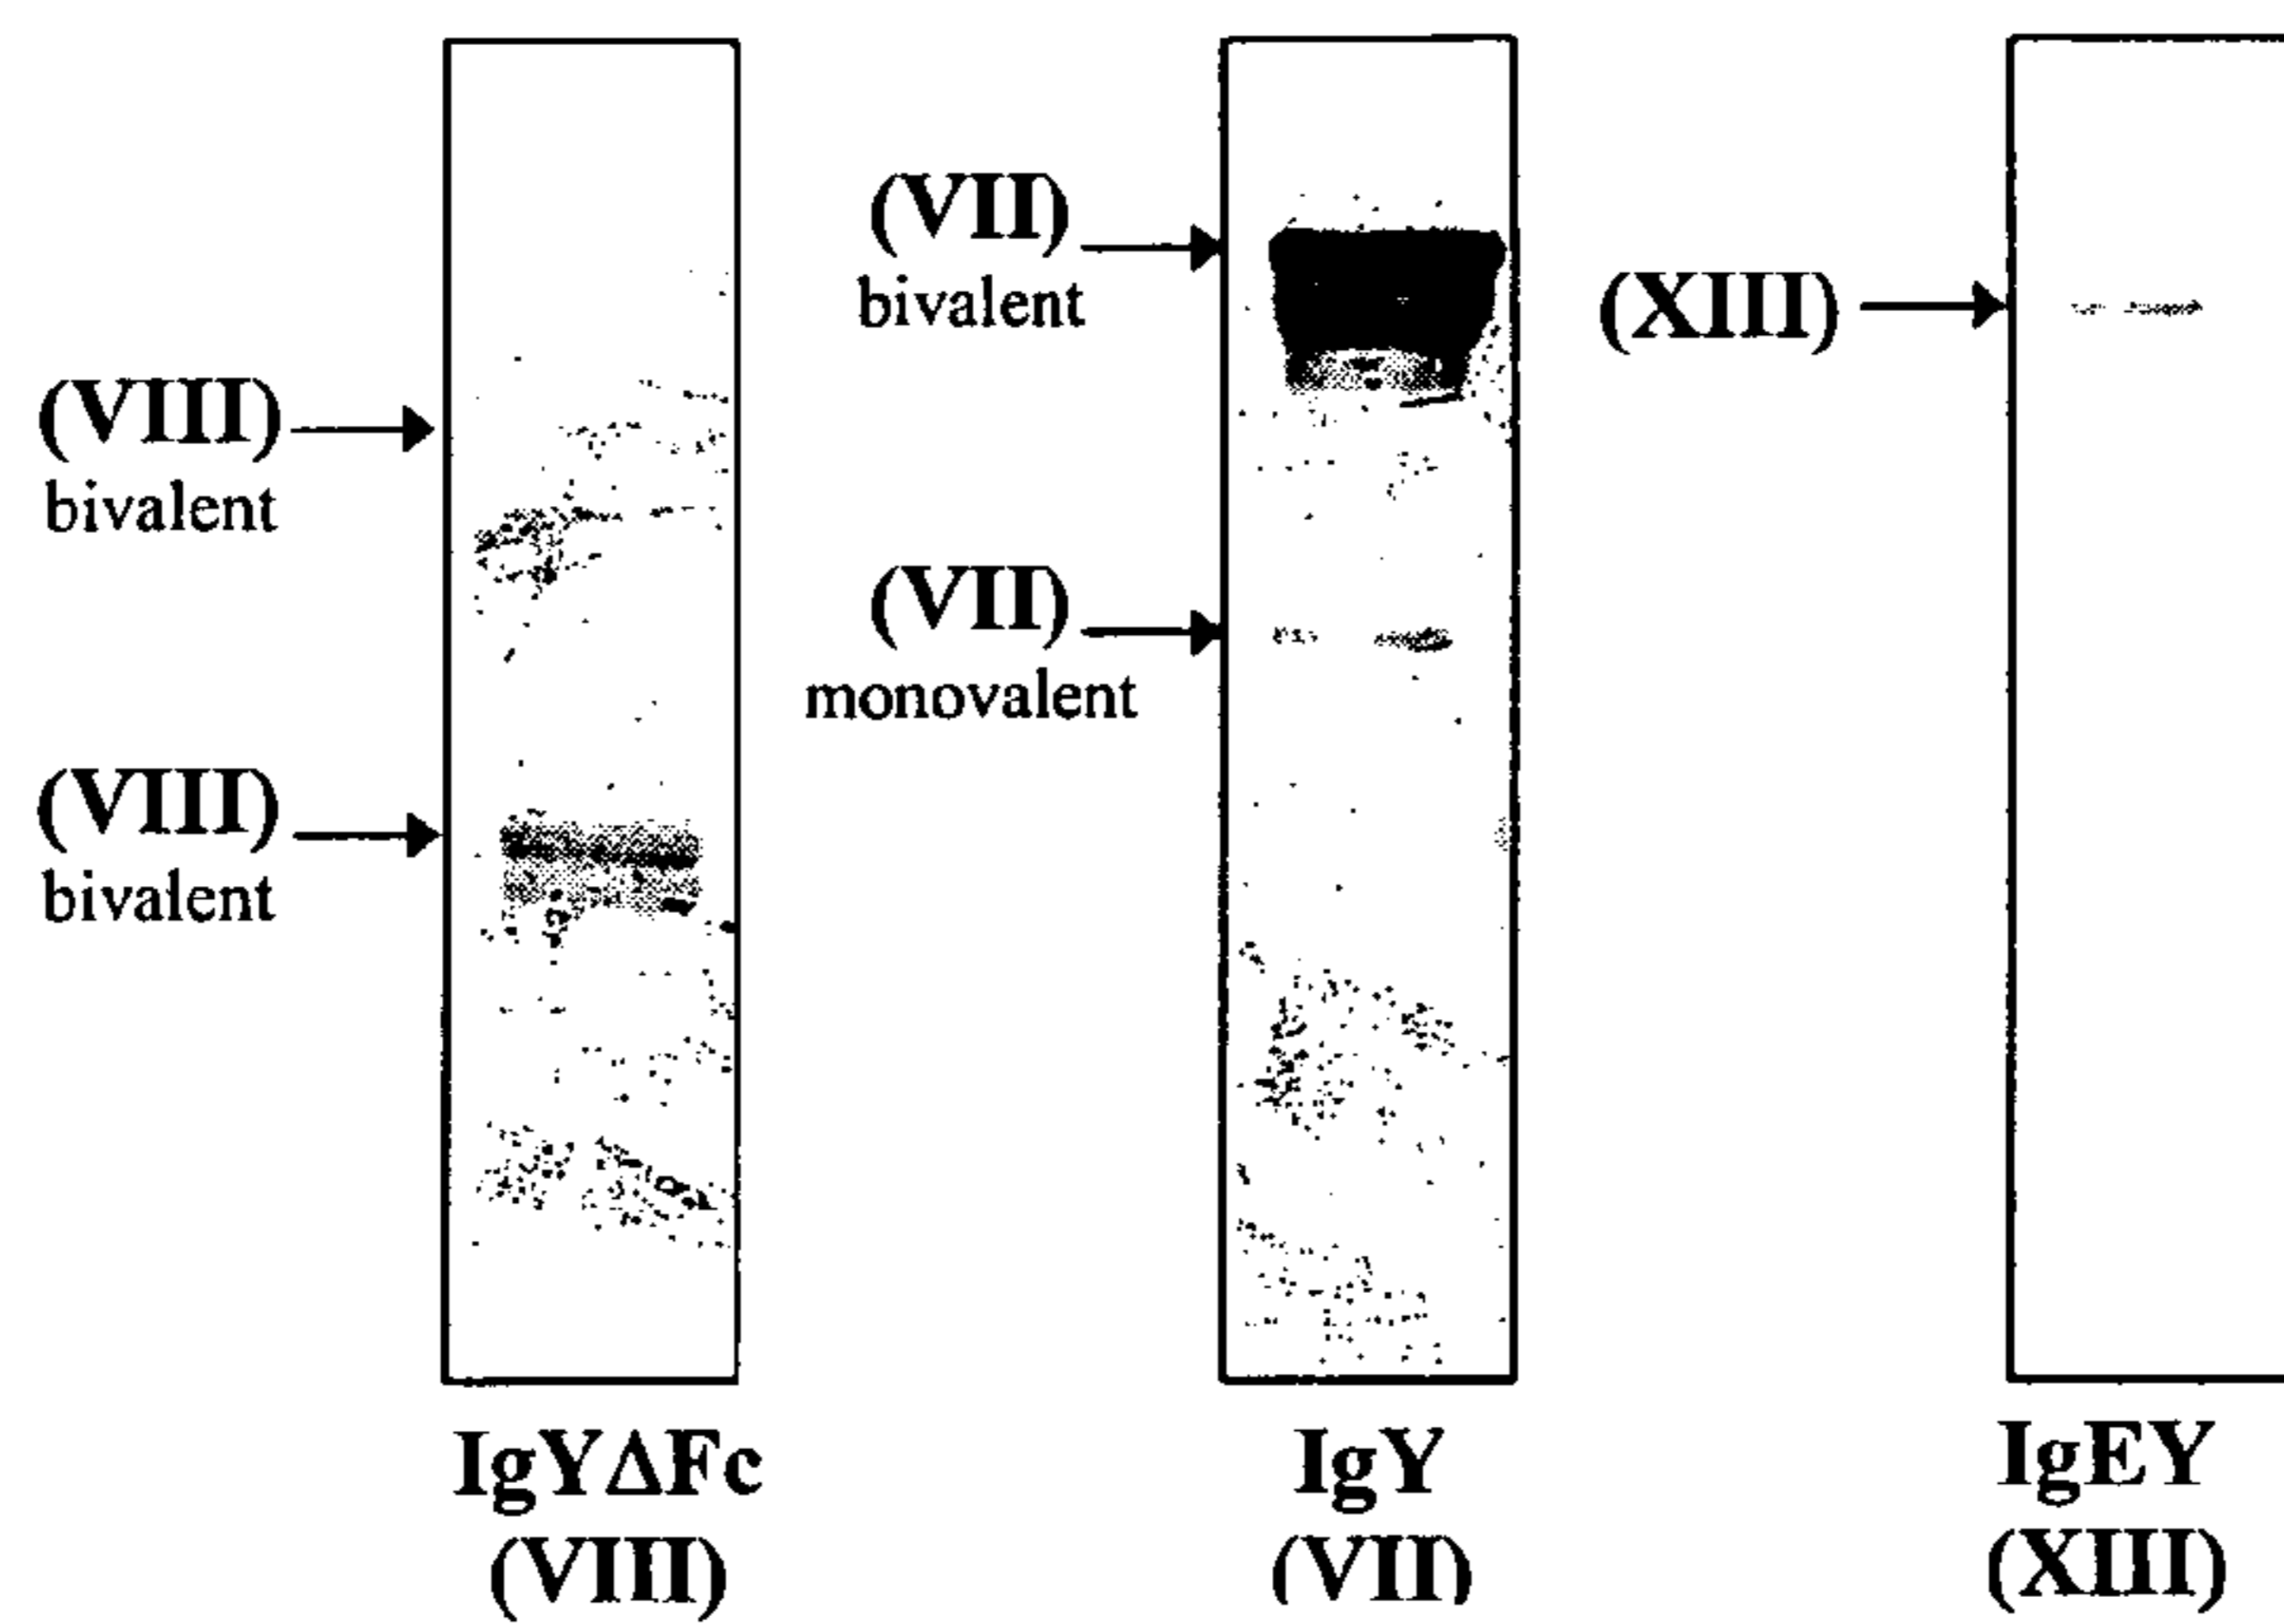 (VIII)
bivalent
(VIII)
bivalent
IgYΔFc
(VIII)
(VII)
bivalent
(VII)
monovalent
IgY
(VII)
(XIII)
IgEY
(XIII)